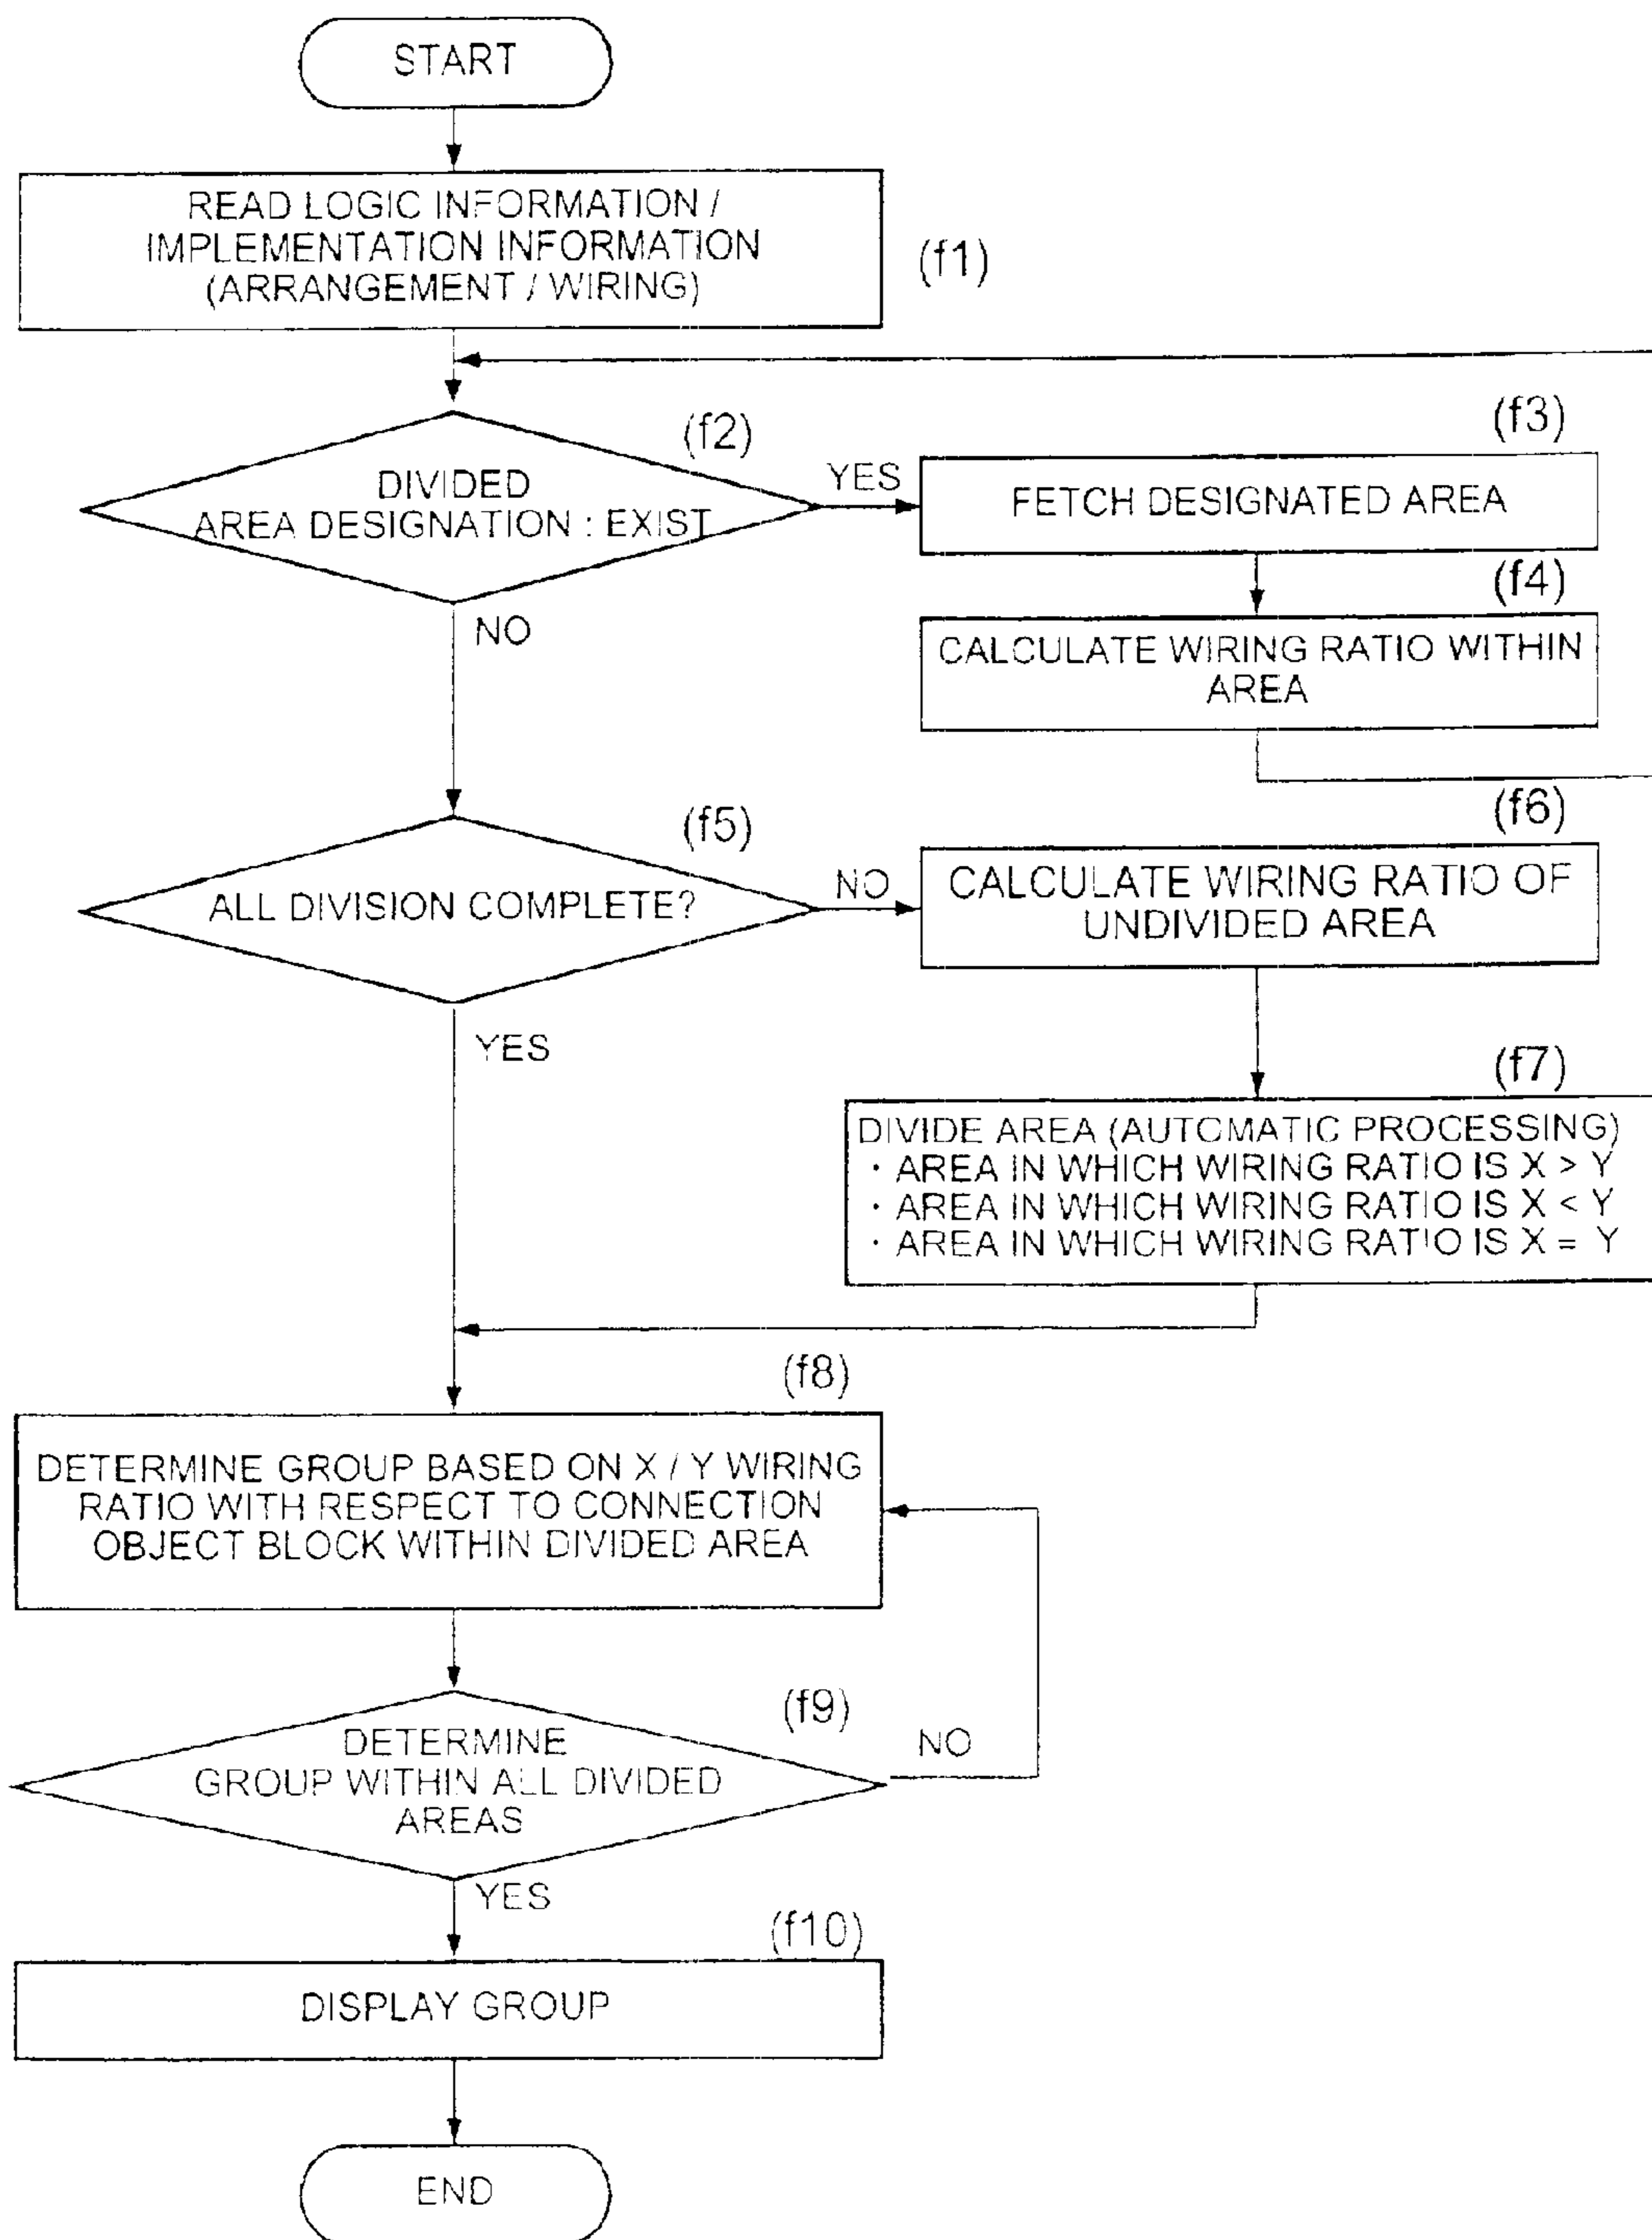 START
READ LOGIC INFORMATION /
IMPLEMENTATION INFORMATION
(ARRANGEMENT / WIRING)
(f1)
(f2)
DIVIDED
AREA DESIGNATION : EXIST
YES
NO
(f3)
FETCH DESIGNATED AREA
(f4)
CALCULATE WIRING RATIO WITHIN
AREA
(f5)
ALL DIVISION COMPLETE?
NO
YES
(f6)
CALCULATE WIRING RATIO OF
UNDIVIDED AREA
(f7)
DIVIDE AREA (AUTOMATIC PROCESSING)
· AREA IN WHICH WIRING RATIO IS X > Y
· AREA IN WHICH WIRING RATIO IS X < Y
· AREA IN WHICH WIRING RATIO IS X = Y
(f8)
DETERMINE GROUP BASED ON X / Y WIRING
RATIO WITH RESPECT TO CONNECTION
OBJECT BLOCK WITHIN DIVIDED AREA
(f9)
DETERMINE
GROUP WITHIN ALL DIVIDED
AREAS
NO
YES
(f10)
DISPLAY GROUP
END